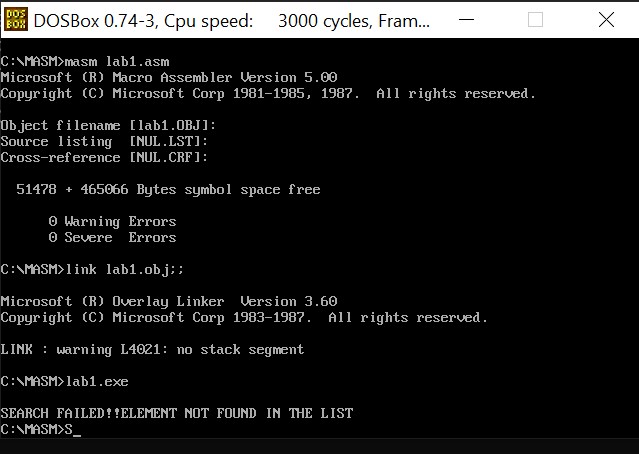 DOS
BOX
DOSBox 0.74-3, Cpu speed: 3000 cycles, Fram...
C:\MASM>masm lab1.asm
Microsoft (R) Macro Assembler Version 5.00
Copyright (C) Microsoft Corp 1981-1985, 1987. All rights reserved.
Object filename [lab1.OBJ]:
Source listing [NUL.LST]:
Cross-reference [NUL.CRF]:
51478 + 465066 Bytes symbol space free
0 Warning Errors
0 Severe Errors
C:\MASM>link lab1.obj;;
Microsoft (R) Overlay Linker Version 3.60
Copyright (C) Microsoft Corp 1983-1987. All rights reserved.
LINK : warning L4021: no stack segment
C:\MASM>lab1.exe
SEARCH FAILED!!ELEMENT NOT FOUND IN THE LIST
C:\MASM>S_